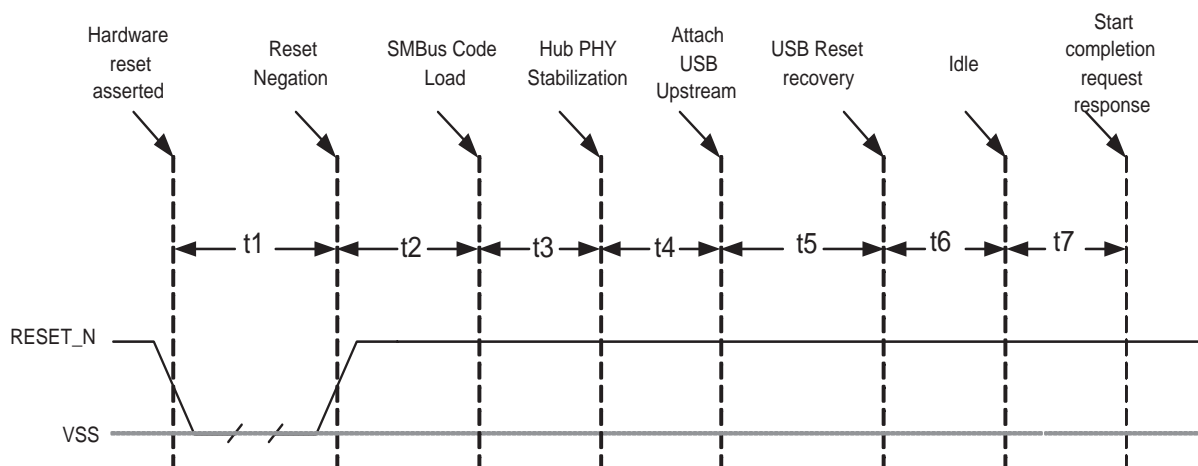 Hardware
reset
asserted
Reset
Negation
SMBus Code
Load
Hub PHY
Stabilization
Attach
USB
Upstream
USB Reset
recovery
Idle
Start
completion
request
response
t1
t2
t3
t4
t5
t6
t7
RESET_N
VSS